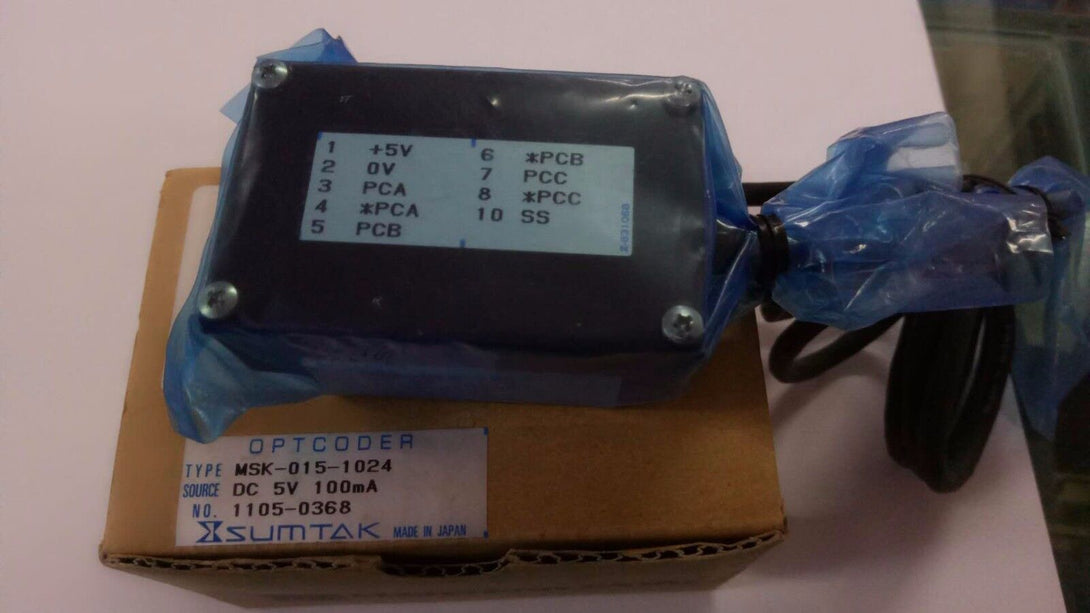 1 +5V
2 0V
3 PCA
4 *PCA
5 PCB
6 *PCB
7 PCC
8 *PCC
10 SS
OPTCODER
TYPE MSK-015-1024
SOURCE DC 5V 100mA
NO. 1105-0368
SUMTAK MADE IN JAPAN